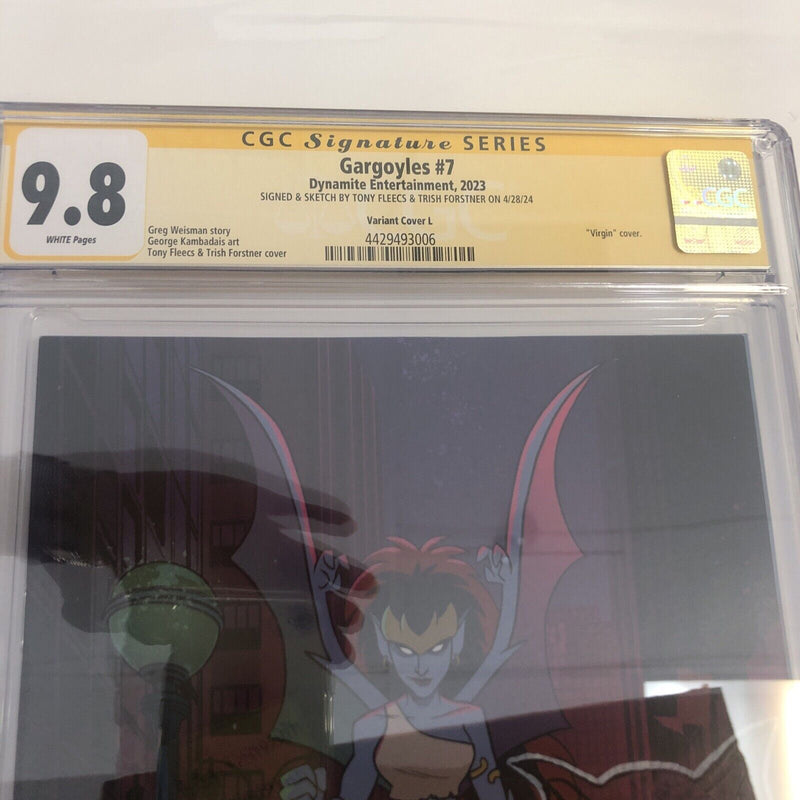 CGC Signature SERIES
9.8
WHITE Pages
Gargoyles #7
Dynamite Entertainment, 2023
SIGNED & SKETCH BY TONY FLEECS & TRISH FORSTNER ON 4/28/24
Variant Cover L
Greg Weisman story
George Kambadais art
Tony Fleecs & Trish Forstner cover
4429493006
"Virgin" cover.
CGC